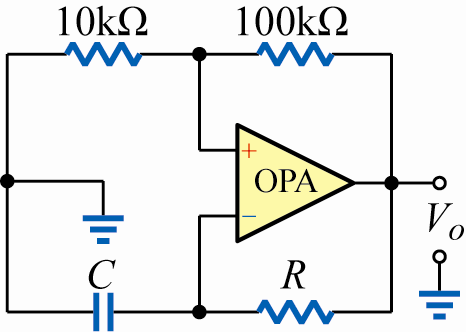 10kΩ 100kΩ
+
OPA
−
V_o
C R